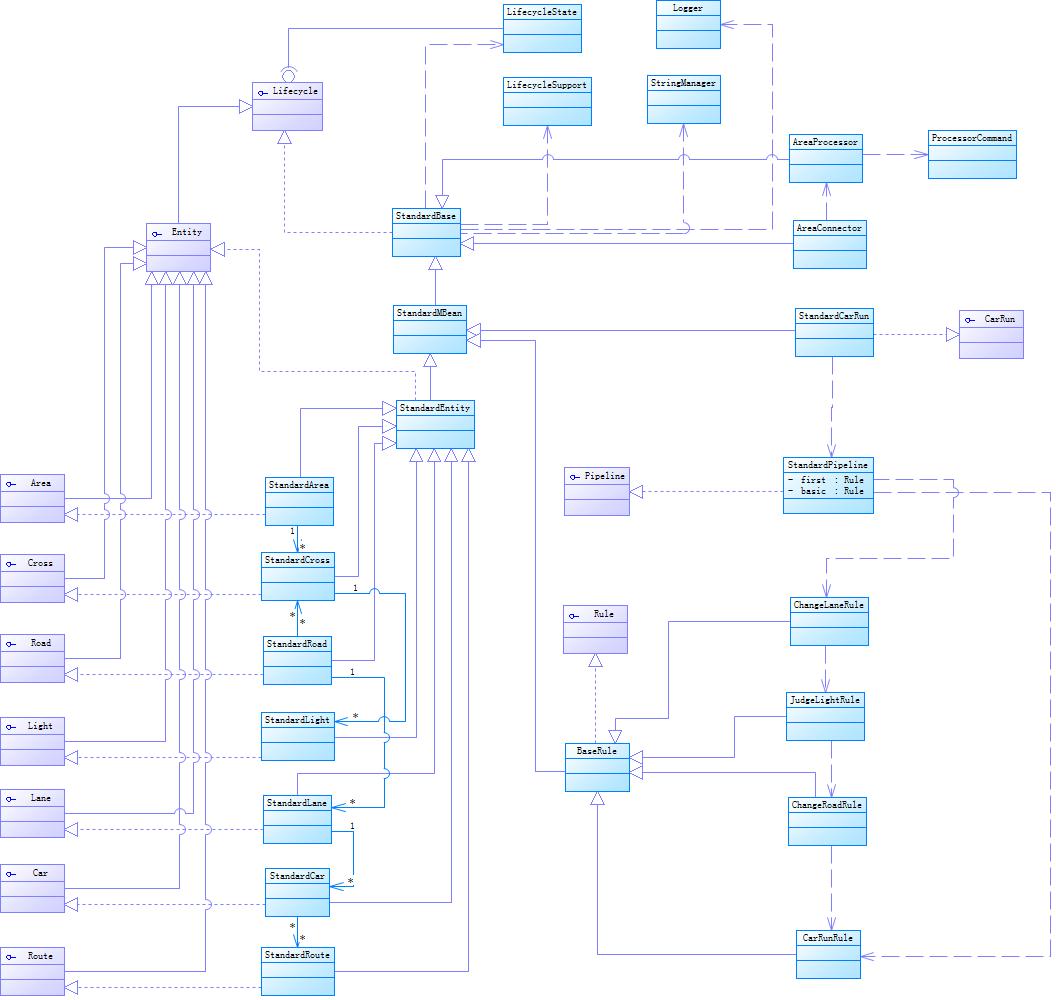 LifecycleState
Logger
Lifecycle
LifecycleSupport
StringManager
AreaProcessor
ProcessorCommand
StandardBase
AreaConnector
Entity
StandardMBean
StandardCarRun
CarRun
StandardEntity
StandardPipeline
- first : Rule
- basic : Rule
Pipeline
Area
StandardArea
1
*
Cross
StandardCross
1
*
*
ChangeLaneRule
Rule
Road
StandardRoad
1
JudgeLightRule
Light
StandardLight
*
BaseRule
Lane
StandardLane
*
1
ChangeRoadRule
Car
StandardCar
*
*
*
CarRunRule
Route
StandardRoute